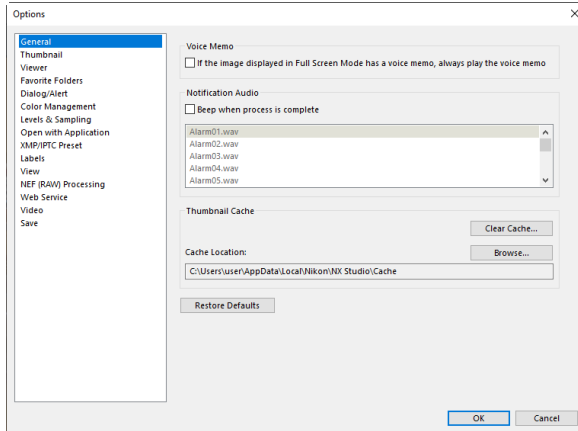 Options
General
Thumbnail
Viewer
Favorite Folders
Dialog/Alert
Color Management
Levels & Sampling
Open with Application
XMP/IPTC Preset
Labels
View
NEF (RAW) Processing
Web Service
Video
Save
Voice Memo
If the image displayed in Full Screen Mode has a voice memo, always play the voice memo
Notification Audio
Beep when process is complete
Alarm01.wav
Alarm02.wav
Alarm03.wav
Alarm04.wav
Alarm05.wav
Thumbnail Cache
Clear Cache...
Cache Location:
Browse...
C:\Users\user\AppData\Local\Nikon\NX Studio\Cache
Restore Defaults
OK
Cancel